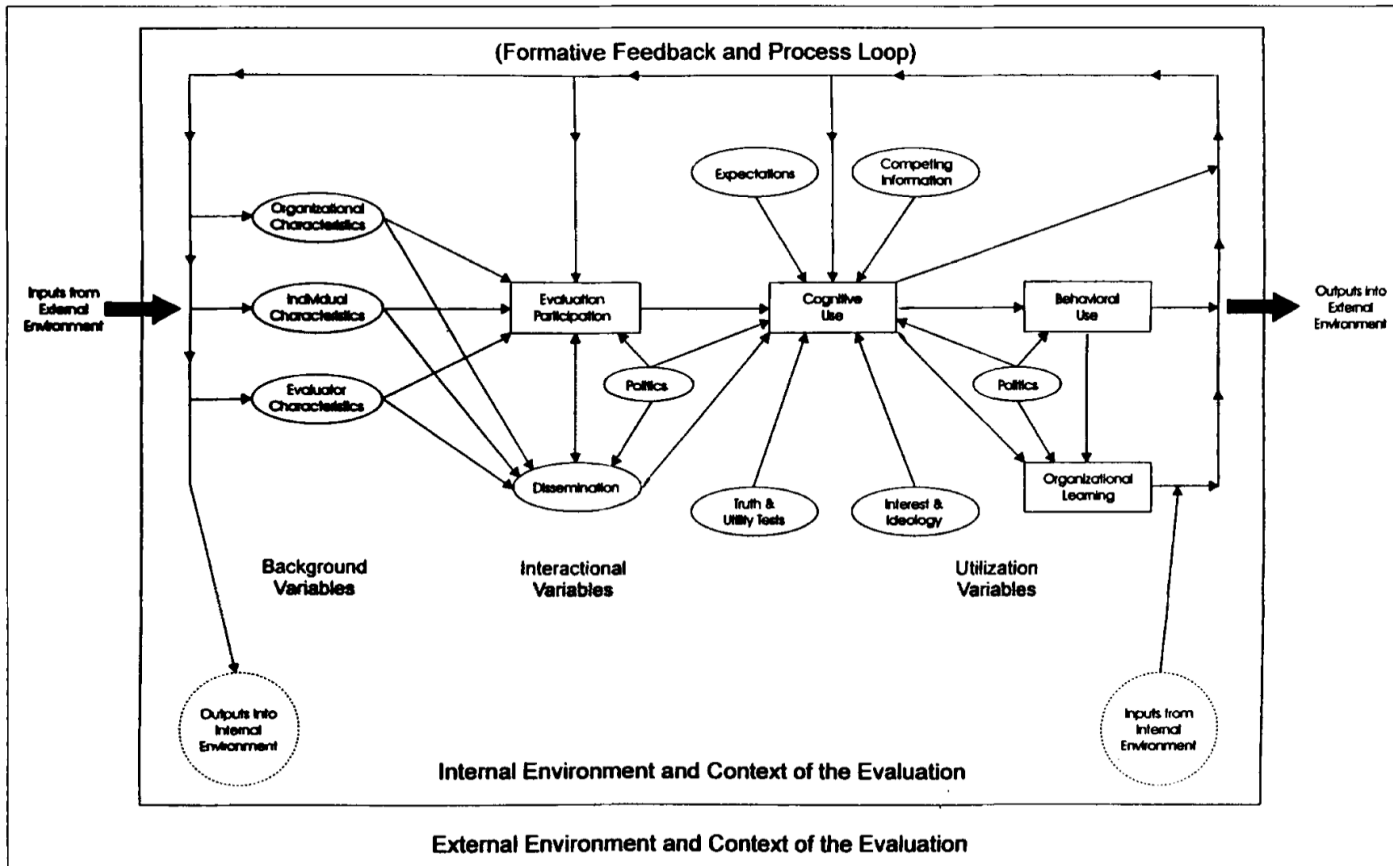 (Formative Feedback and Process Loop)
Expectations
Competing
Information
Organizational
Characteristics
Inputs from
External
Environment
Individual
Characteristics
Evaluation
Participation
Cognitive
Use
Behavioral
Use
Outputs into
External
Environment
Evaluator
Characteristics
Politics
Politics
Dissemination
Truth &
Utility Tests
Interest &
Ideology
Organizational
Learning
Background
Variables
Interactional
Variables
Utilization
Variables
Outputs into
Internal
Environment
Inputs from
Internal
Environment
Internal Environment and Context of the Evaluation
External Environment and Context of the Evaluation